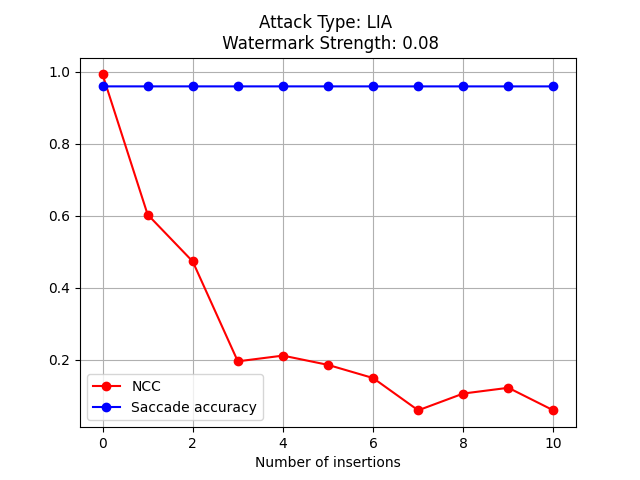 Attack Type: LIA
Watermark Strength: 0.08
1.0
0.8
0.6
0.4
0.2
NCC
Saccade accuracy
0 2 4 6 8 10
Number of insertions